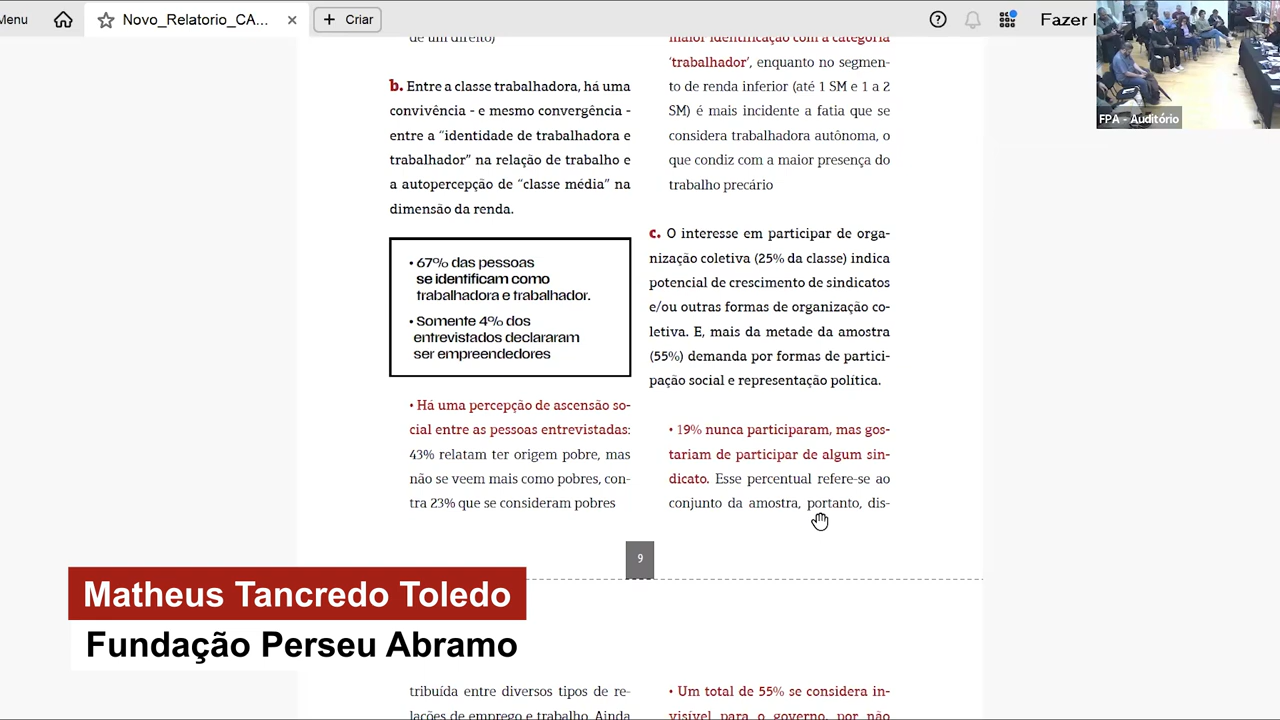 Menu
Novo_Relatorio_CA...
Criar
FPA - Auditório
de um direito)
b. Entre a classe trabalhadora, há uma
convivência - e mesmo convergência -
entre a “identidade de trabalhadora e
trabalhador” na relação de trabalho e
a autopercepção de “classe média” na
dimensão da renda.
• 67% das pessoas
se identificam como
trabalhadora e trabalhador.
• Somente 4% dos
entrevistados declararam
ser empreendedores
• Há uma percepção de ascensão so-
cial entre as pessoas entrevistadas:
43% relatam ter origem pobre, mas
não se veem mais como pobres, con-
tra 23% que se consideram pobres
maior identificação com a categoria
‘trabalhador’, enquanto no segmen-
to de renda inferior (até 1 SM e 1 a 2
SM) é mais incidente a fatia que se
considera trabalhadora autônoma, o
que condiz com a maior presença do
trabalho precário
c. O interesse em participar de orga-
nização coletiva (25% da classe) indica
potencial de crescimento de sindicatos
e/ou outras formas de organização co-
letiva. E, mais da metade da amostra
(55%) demanda por formas de partici-
pação social e representação política.
• 19% nunca participaram, mas gos-
tariam de participar de algum sin-
dicato. Esse percentual refere-se ao
conjunto da amostra, portanto, dis-
9
Matheus Tancredo Toledo
Fundação Perseu Abramo
tribuída entre diversos tipos de re-
lações de emprego e trabalho. Ainda
• Um total de 55% se considera in-
visível para o governo, por não
Fazer